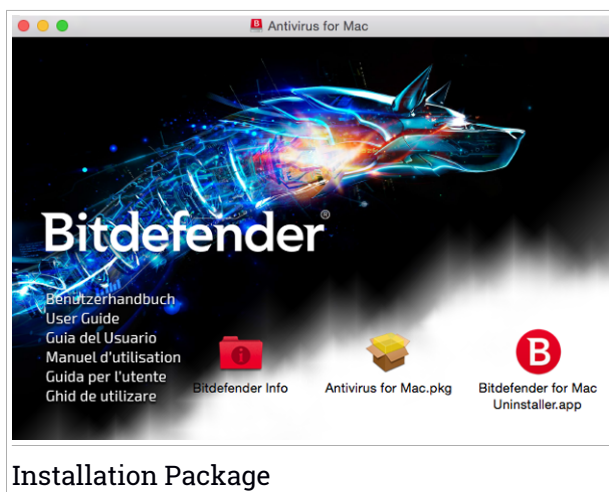 Antivirus for Mac
Bitdefender®
Benutzerhandbuch
User Guide
Guia del Usuario
Manuel d'utilisation
Guida per l'utente
Ghid de utilizare
Bitdefender Info
Antivirus for Mac.pkg
B
Bitdefender for Mac
Uninstaller.app
Installation Package